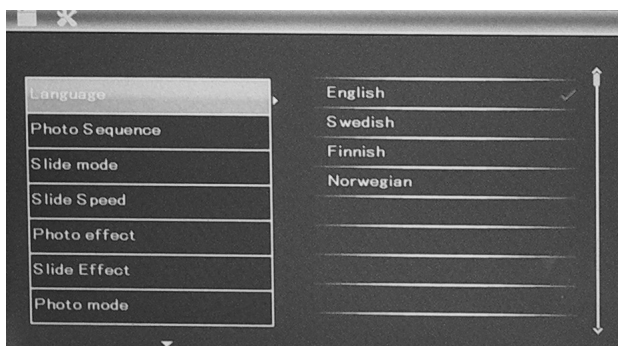 Language
Photo Sequence
Slide mode
Slide Speed
Photo effect
Slide Effect
Photo mode
English
Swedish
Finnish
Norwegian